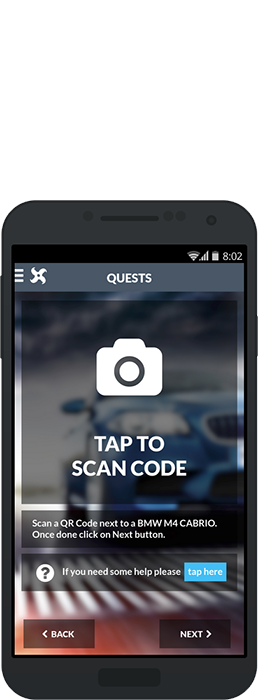 8:02
QUESTS
TAP TO
SCAN CODE
Scan a QR Code next to a BMW M4 CABRIO.
Once done click on Next button.
? If you need some help please tap here
BACK NEXT